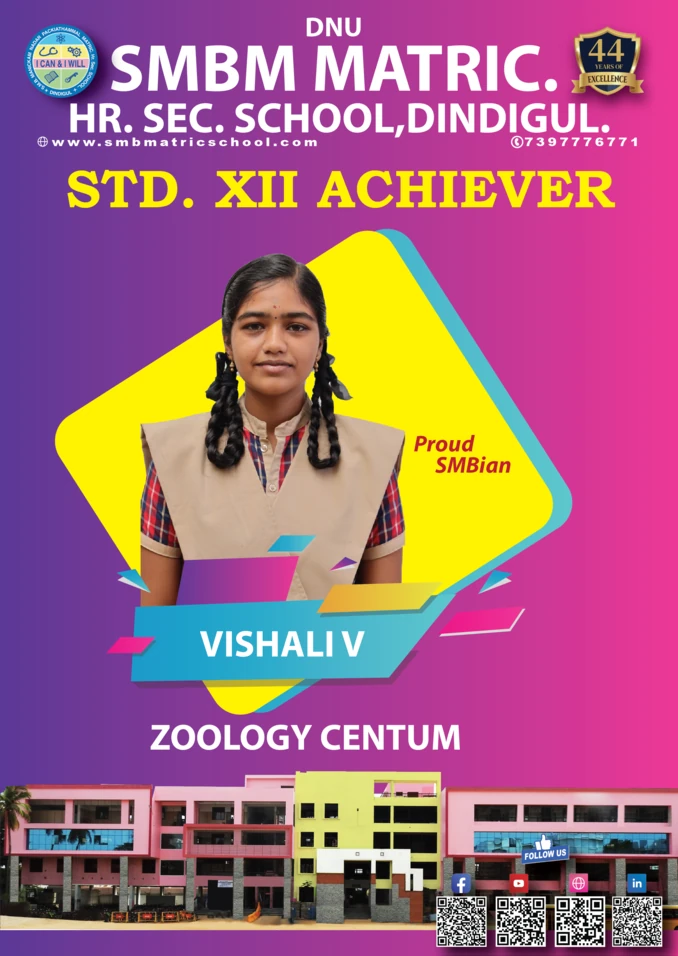 DNU
SMBM MATRIC.
HR. SEC. SCHOOL,DINDIGUL.
www.smbmatricschool.com
7397776771
I CAN & I WILL
DINDIGUL
44
YEARS OF
EXCELLENCE
STD. XII ACHIEVER
Proud
SMBian
VISHALI V
ZOOLOGY CENTUM
FOLLOW US